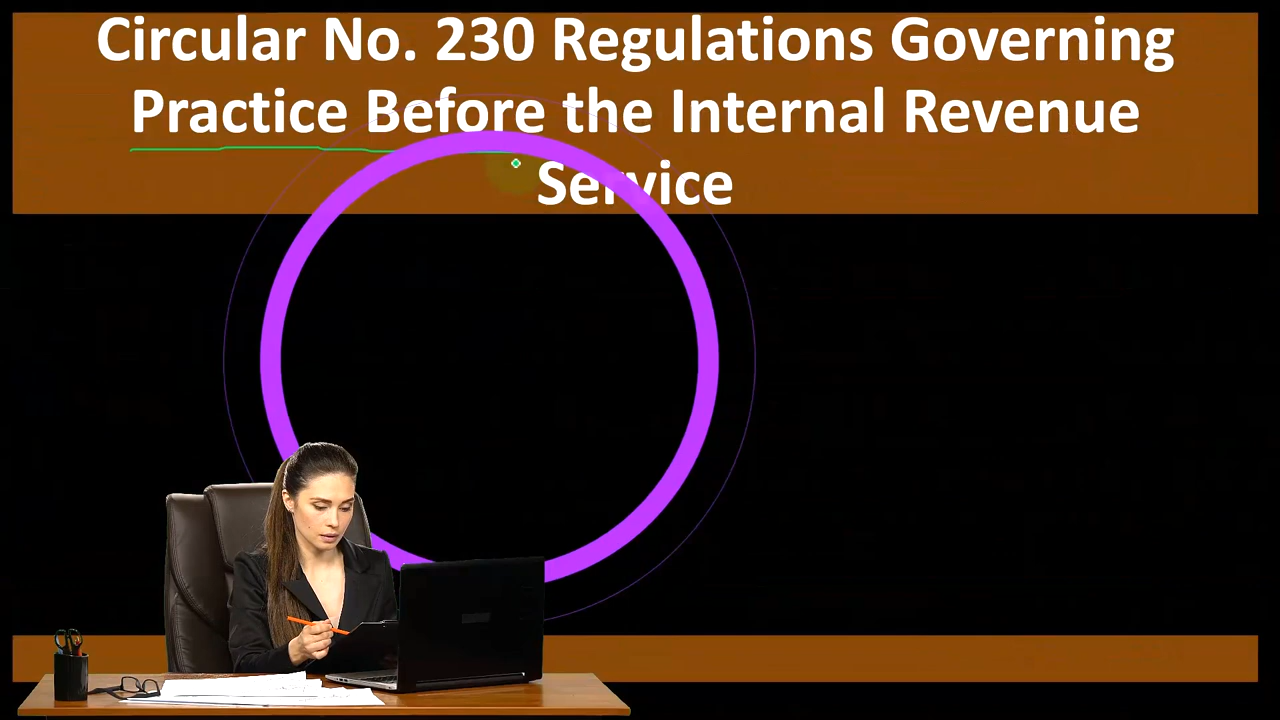 Circular No. 230 Regulations Governing
Practice Before the Internal Revenue
Service